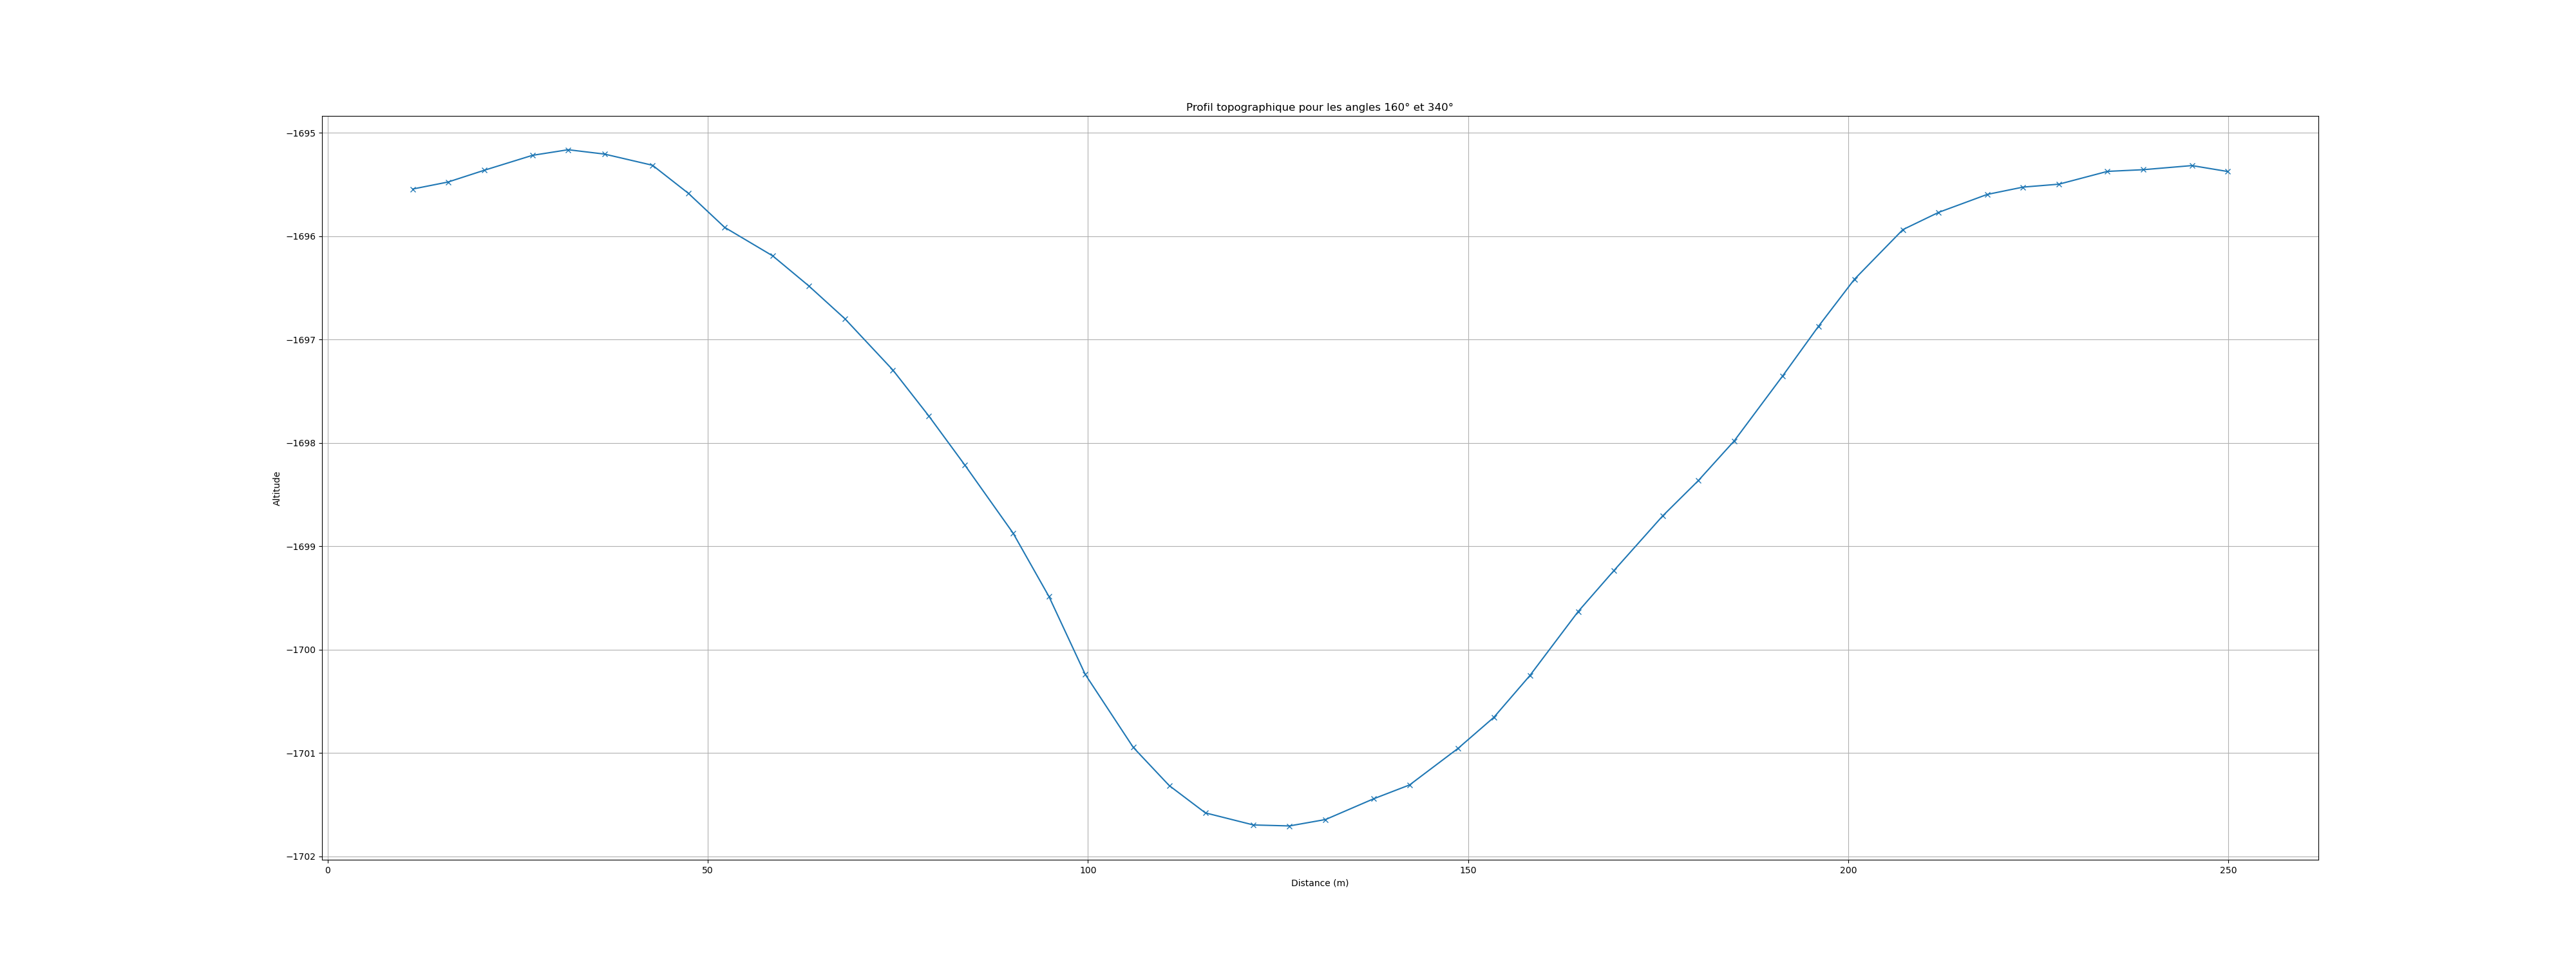 Profil topographique pour les angles 160° et 340°
−1695
−1696
−1697
−1698
−1699
−1700
−1701
−1702
Altitude
0 50 100 150 200 250
Distance (m)